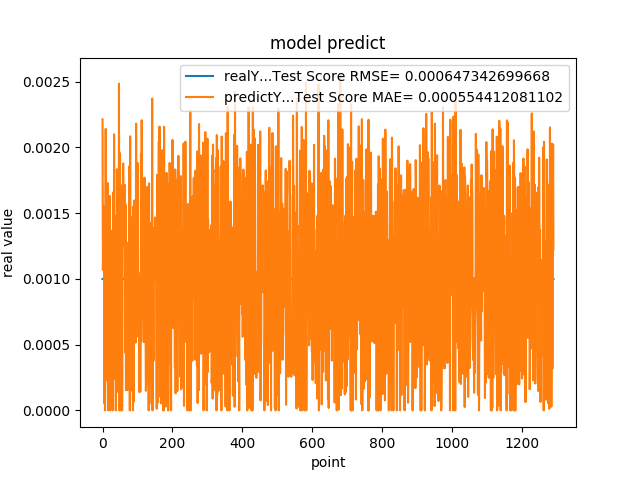 model predict
realY...Test Score RMSE= 0.000647342699668
predictY...Test Score MAE= 0.000554412081102
0.0025
0.0020
0.0015
0.0010
0.0005
0.0000
real value
0 200 400 600 800 1000 1200
point